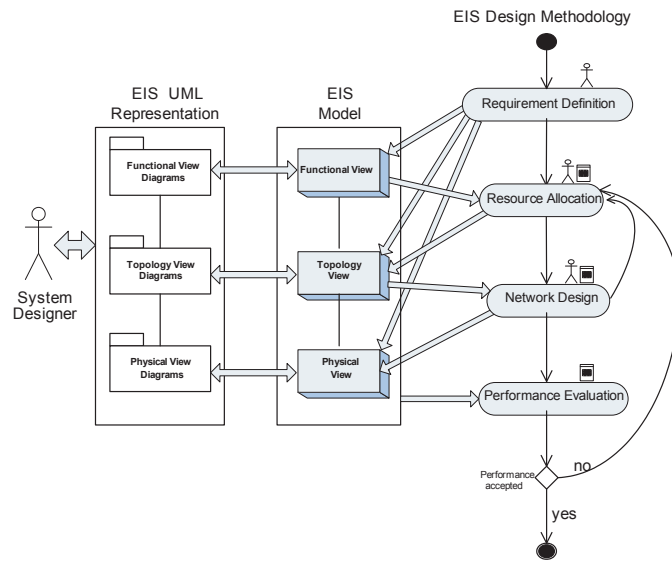 EIS Design Methodology
EIS UML
Representation
EIS
Model
Requirement Definition
Functional View
Diagrams
Functional View
Resource Allocation
System
Designer
Topology View
Diagrams
Topology
View
Network Design
Physical View
Diagrams
Physical
View
Performance Evaluation
Performance
accepted
no
yes